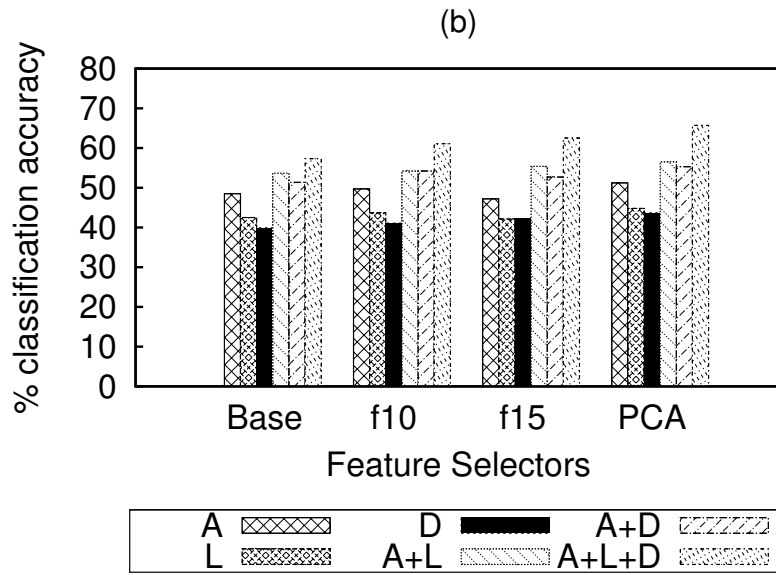 (b)
% classification accuracy
80
70
60
50
40
30
20
10
0
Base f10 f15 PCA
Feature Selectors
A D A+D
L A+L A+L+D